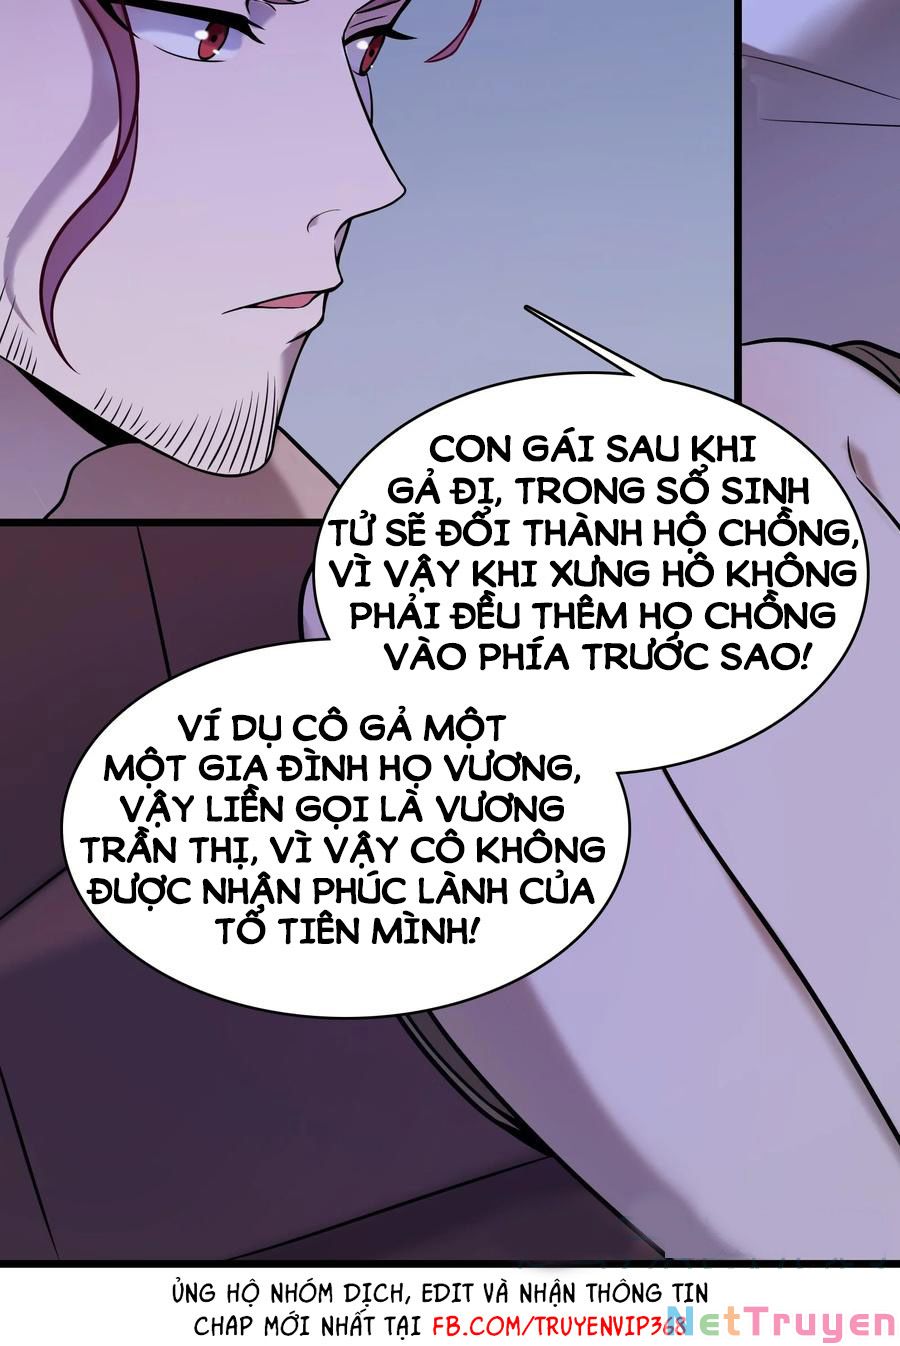 CON GÁI SAU KHI
GẢ ĐI, TRONG SỔ SINH
TỬ SẼ ĐỔI THÀNH HỌ CHỒNG,
VÌ VẬY KHI XƯNG HÔ KHÔNG
PHẢI ĐỀU THÊM HỌ CHỒNG
VÀO PHÍA TRƯỚC SAO!
VÍ DỤ CÔ GẢ MỘT
MỘT GIA ĐÌNH HỌ VƯƠNG,
VẬY LIỀN GỌI LÀ VƯƠNG
TRẦN THỊ, VÌ VẬY CÔ KHÔNG
ĐƯỢC NHẬN PHÚC LÀNH CỦA
TỔ TIÊN MÌNH!
ỦNG HỘ NHÓM DỊCH, EDIT VÀ NHẬN THÔNG TIN
CHAP MỚI NHẤT TẠI FB.COM/TRUYENVIP368
NetTruyen